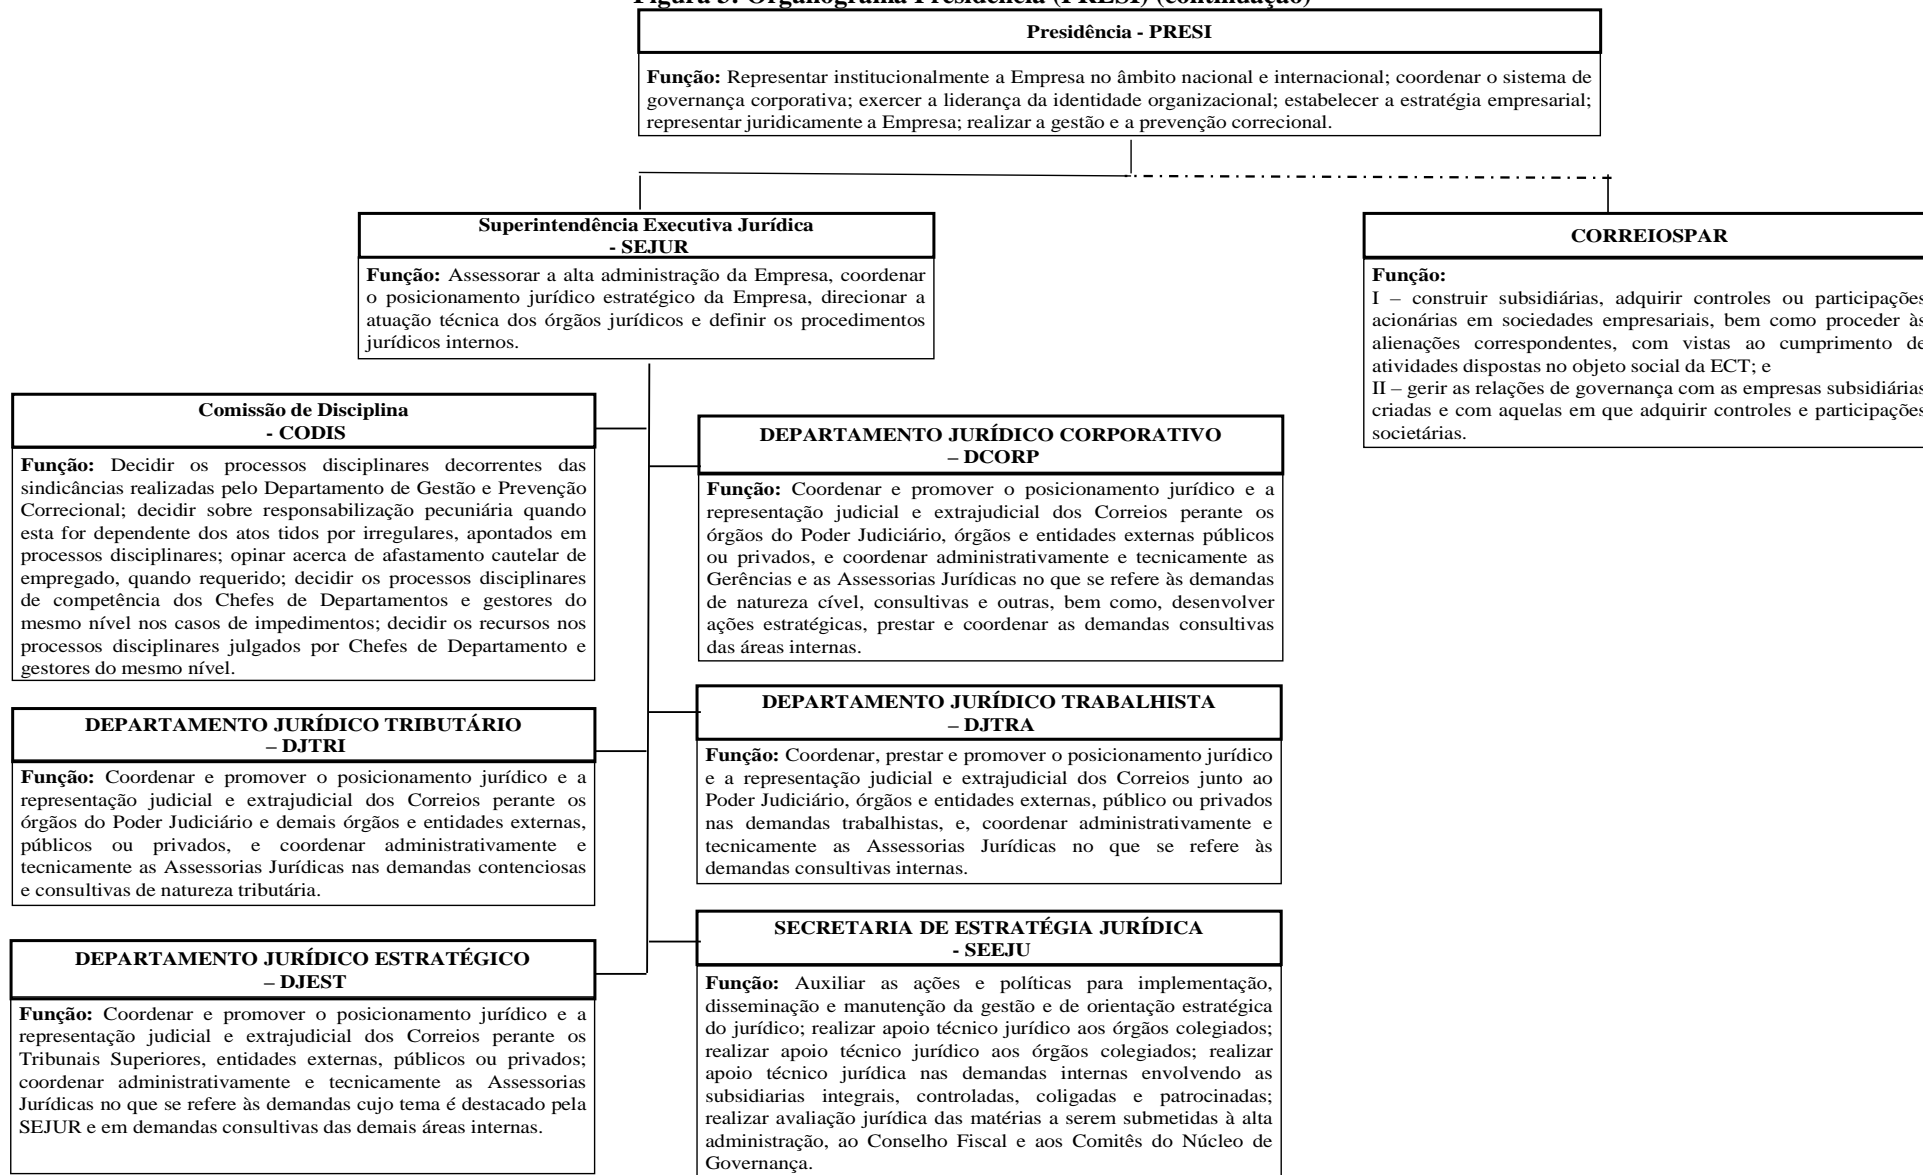 Figura 3: Organograma Presidência (PRESI) (continuação)
Presidência - PRESI
Função: Representar institucionalmente a Empresa no âmbito nacional e internacional; coordenar o sistema de
governança corporativa; exercer a liderança da identidade organizacional; estabelecer a estratégia empresarial;
representar juridicamente a Empresa; realizar a gestão e a prevenção correcional.
Superintendência Executiva Jurídica
- SEJUR
Função: Assessorar a alta administração da Empresa, coordenar
o posicionamento jurídico estratégico da Empresa, direcionar a
atuação técnica dos órgãos jurídicos e definir os procedimentos
jurídicos internos.
CORREIOSPAR
Função:
I – construir subsidiárias, adquirir controles ou participações
acionárias em sociedades empresariais, bem como proceder às
alienações correspondentes, com vistas ao cumprimento de
atividades dispostas no objeto social da ECT; e
II – gerir as relações de governança com as empresas subsidiárias
criadas e com aquelas em que adquirir controles e participações
societárias.
Comissão de Disciplina
- CODIS
Função: Decidir os processos disciplinares decorrentes das
sindicâncias realizadas pelo Departamento de Gestão e Prevenção
Correcional; decidir sobre responsabilização pecuniária quando
esta for dependente dos atos tidos por irregulares, apontados em
processos disciplinares; opinar acerca de afastamento cautelar de
empregado, quando requerido; decidir os processos disciplinares
de competência dos Chefes de Departamentos e gestores do
mesmo nível nos casos de impedimentos; decidir os recursos nos
processos disciplinares julgados por Chefes de Departamento e
gestores do mesmo nível.
DEPARTAMENTO JURÍDICO CORPORATIVO
– DCORP
Função: Coordenar e promover o posicionamento jurídico e a
representação judicial e extrajudicial dos Correios perante os
órgãos do Poder Judiciário, órgãos e entidades externas públicos
ou privados, e coordenar administrativamente e tecnicamente as
Gerências e as Assessorias Jurídicas no que se refere às demandas
de natureza cível, consultivas e outras, bem como, desenvolver
ações estratégicas, prestar e coordenar as demandas consultivas
das áreas internas.
DEPARTAMENTO JURÍDICO TRIBUTÁRIO
– DJTRI
Função: Coordenar e promover o posicionamento jurídico e a
representação judicial e extrajudicial dos Correios perante os
órgãos do Poder Judiciário e demais órgãos e entidades externas,
públicos ou privados, e coordenar administrativamente e
tecnicamente as Assessorias Jurídicas nas demandas contenciosas
e consultivas de natureza tributária.
DEPARTAMENTO JURÍDICO TRABALHISTA
– DJTRA
Função: Coordenar, prestar e promover o posicionamento jurídico
e a representação judicial e extrajudicial dos Correios junto ao
Poder Judiciário, órgãos e entidades externas, público ou privados
nas demandas trabalhistas, e, coordenar administrativamente e
tecnicamente as Assessorias Jurídicas no que se refere às
demandas consultivas internas.
DEPARTAMENTO JURÍDICO ESTRATÉGICO
– DJEST
Função: Coordenar e promover o posicionamento jurídico e a
representação judicial e extrajudicial dos Correios perante os
Tribunais Superiores, entidades externas, públicos ou privados;
coordenar administrativamente e tecnicamente as Assessorias
Jurídicas no que se refere às demandas cujo tema é destacado pela
SEJUR e em demandas consultivas das demais áreas internas.
SECRETARIA DE ESTRATÉGIA JURÍDICA
- SEEJU
Função: Auxiliar as ações e políticas para implementação,
disseminação e manutenção da gestão e de orientação estratégica
do jurídico; realizar apoio técnico jurídico aos órgãos colegiados;
realizar apoio técnico jurídico aos órgãos colegiados; realizar
apoio técnico jurídica nas demandas internas envolvendo as
subsidiarias integrais, controladas, coligadas e patrocinadas;
realizar avaliação jurídica das matérias a serem submetidas à alta
administração, ao Conselho Fiscal e aos Comitês do Núcleo de
Governança.